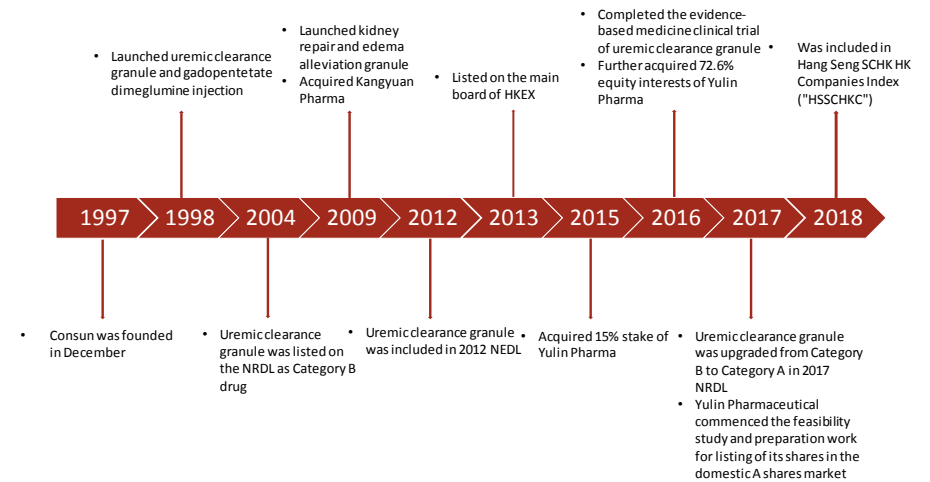 • Launched uremic clearance
granule and gadopentetate
dimeglumine injection
• Launched kidney
repair and edema
alleviation granule
• Acquired Kangyuan
Pharma
• Listed on the main
board of HKEX
• Completed the evidence-
based medicine clinical trial
of uremic clearance granule
• Further acquired 72.6%
equity interests of Yulin
Pharma
• Was included in
Hang Seng SCHK HK
Companies Index
("HSSCHKC")
1997 1998 2004 2009 2012 2013 2015 2016 2017 2018
• Consun was founded
in December
• Uremic clearance
granule was listed on
the NRDL as Category B
drug
• Uremic clearance granule
was included in 2012 NEDL
• Acquired 15% stake of
Yulin Pharma
• Uremic clearance granule
was upgraded from Category
B to Category A in 2017
NRDL
• Yulin Pharmaceutical
commenced the feasibility
study and preparation work
for listing of its shares in the
domestic A shares market